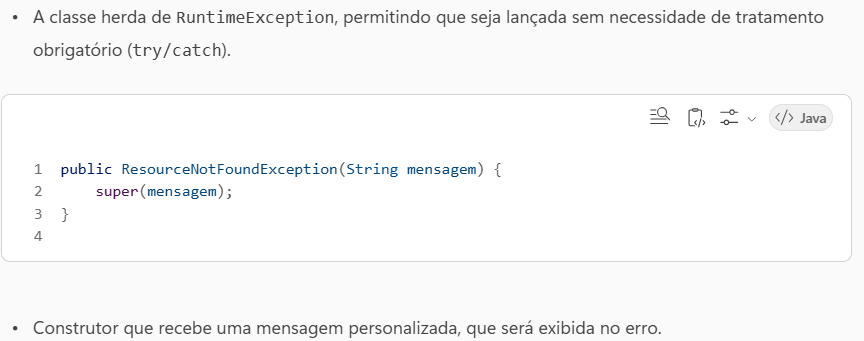 • A classe herda de RuntimeException, permitindo que seja lançada sem necessidade de tratamento
obrigatório (try/catch).
</> Java
1 public ResourceNotFoundException(String mensagem) {
2     super(mensagem);
3 }
4
• Construtor que recebe uma mensagem personalizada, que será exibida no erro.